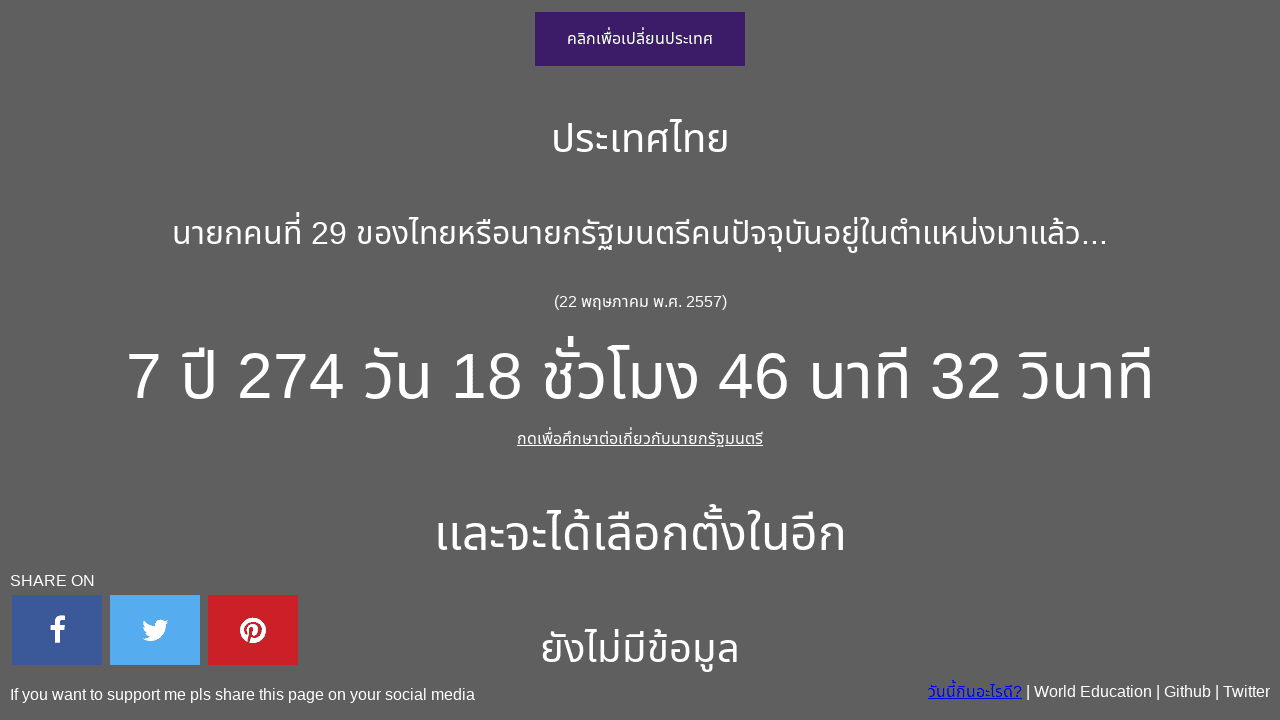 คลิกเพื่อเปลี่ยนประเทศ
ประเทศไทย
นายกคนที่ 29 ของไทยหรือนายกรัฐมนตรีคนปัจจุบันอยู่ในตำแหน่งมาแล้ว...
(22 พฤษภาคม พ.ศ. 2557)
7 ปี 274 วัน 18 ชั่วโมง 46 นาที 32 วินาที
กดเพื่อศึกษาต่อเกี่ยวกับนายกรัฐมนตรี
และจะได้เลือกตั้งในอีก
ยังไม่มีข้อมูล
SHARE ON
If you want to support me pls share this page on your social media
วันนี้กินอะไรดี? | World Education | Github | Twitter